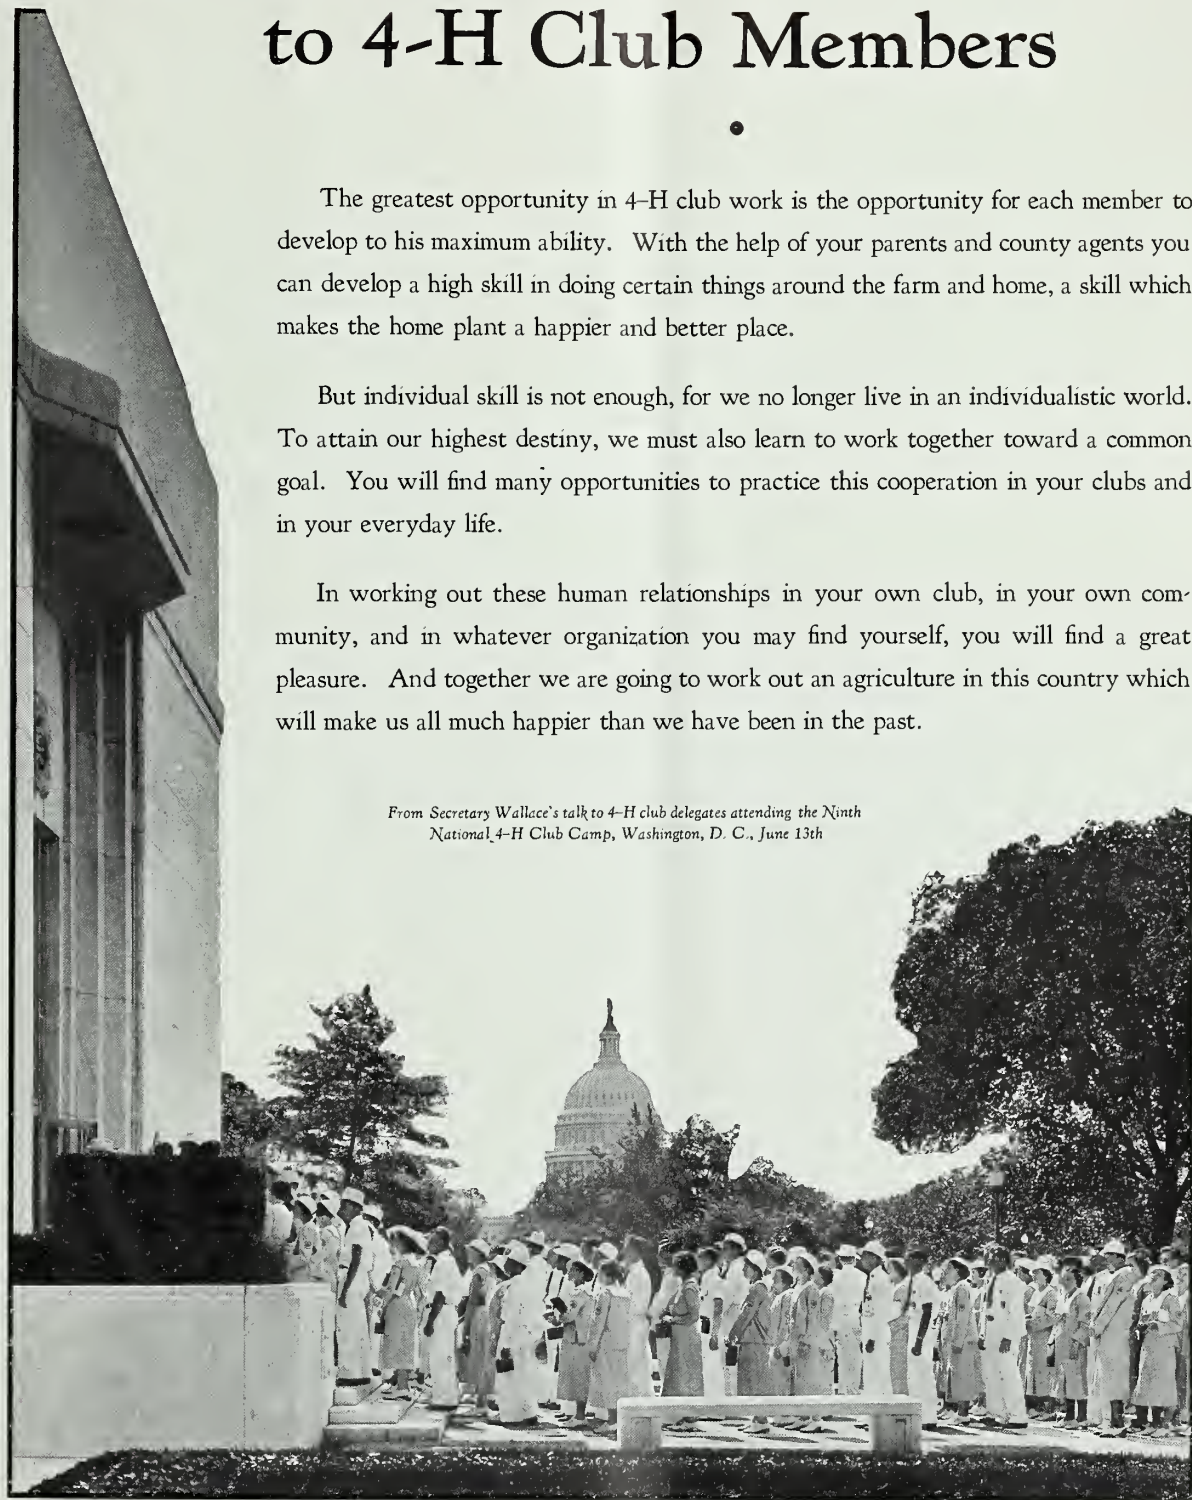 to 4-H Club Members
The greatest opportunity in 4–H club work is the opportunity for each member to
develop to his maximum ability. With the help of your parents and county agents you
can develop a high skill in doing certain things around the farm and home, a skill which
makes the home plant a happier and better place.
But individual skill is not enough, for we no longer live in an individualistic world.
To attain our highest destiny, we must also learn to work together toward a common
goal. You will find many opportunities to practice this cooperation in your clubs and
in your everyday life.
In working out these human relationships in your own club, in your own com-
munity, and in whatever organization you may find yourself, you will find a great
pleasure. And together we are going to work out an agriculture in this country which
will make us all much happier than we have been in the past.
From Secretary Wallace's talk to 4–H club delegates attending the Ninth
National 4–H Club Camp, Washington, D. C., June 13th